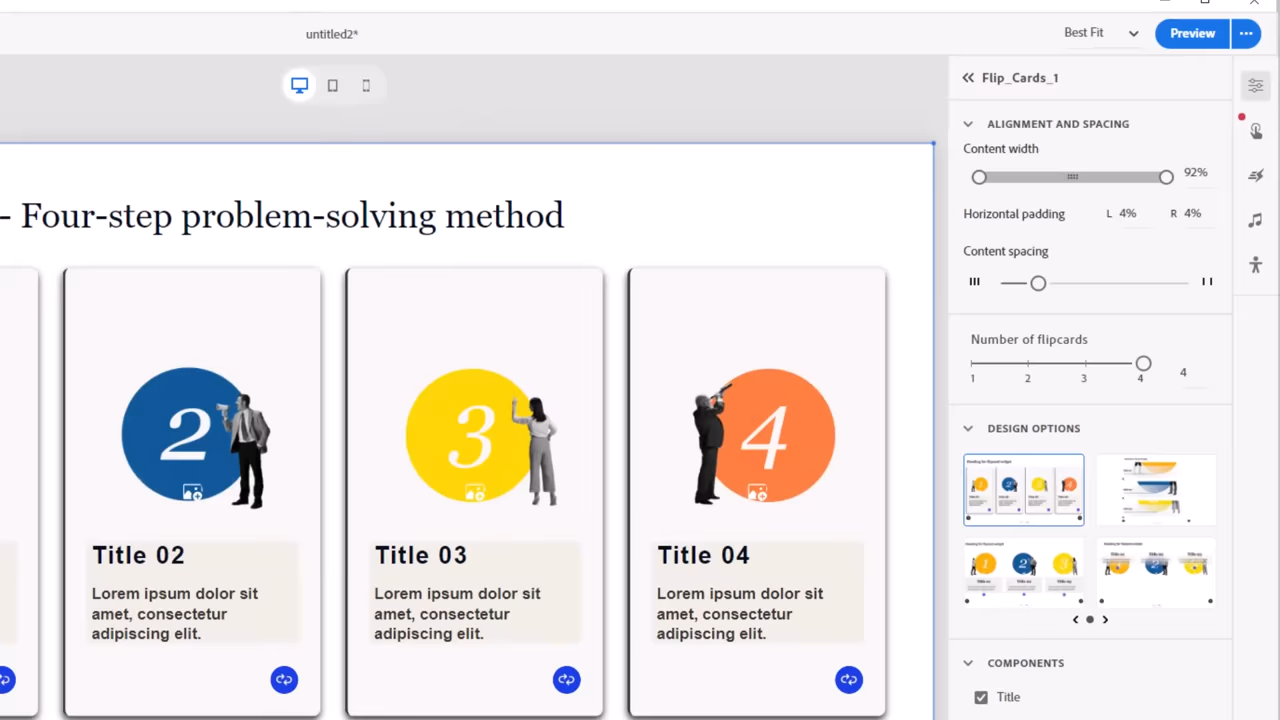 untitled2*
Best Fit
Preview
Flip_Cards_1
ALIGNMENT AND SPACING
Content width
92%
Horizontal padding L 4% R 4%
Content spacing
Number of flipcards
1 2 3 4
4
DESIGN OPTIONS
COMPONENTS
Title
- Four-step problem-solving method
2
3
4
Title 02
Lorem ipsum dolor sit
amet, consectetur
adipiscing elit.
Title 03
Lorem ipsum dolor sit
amet, consectetur
adipiscing elit.
Title 04
Lorem ipsum dolor sit
amet, consectetur
adipiscing elit.